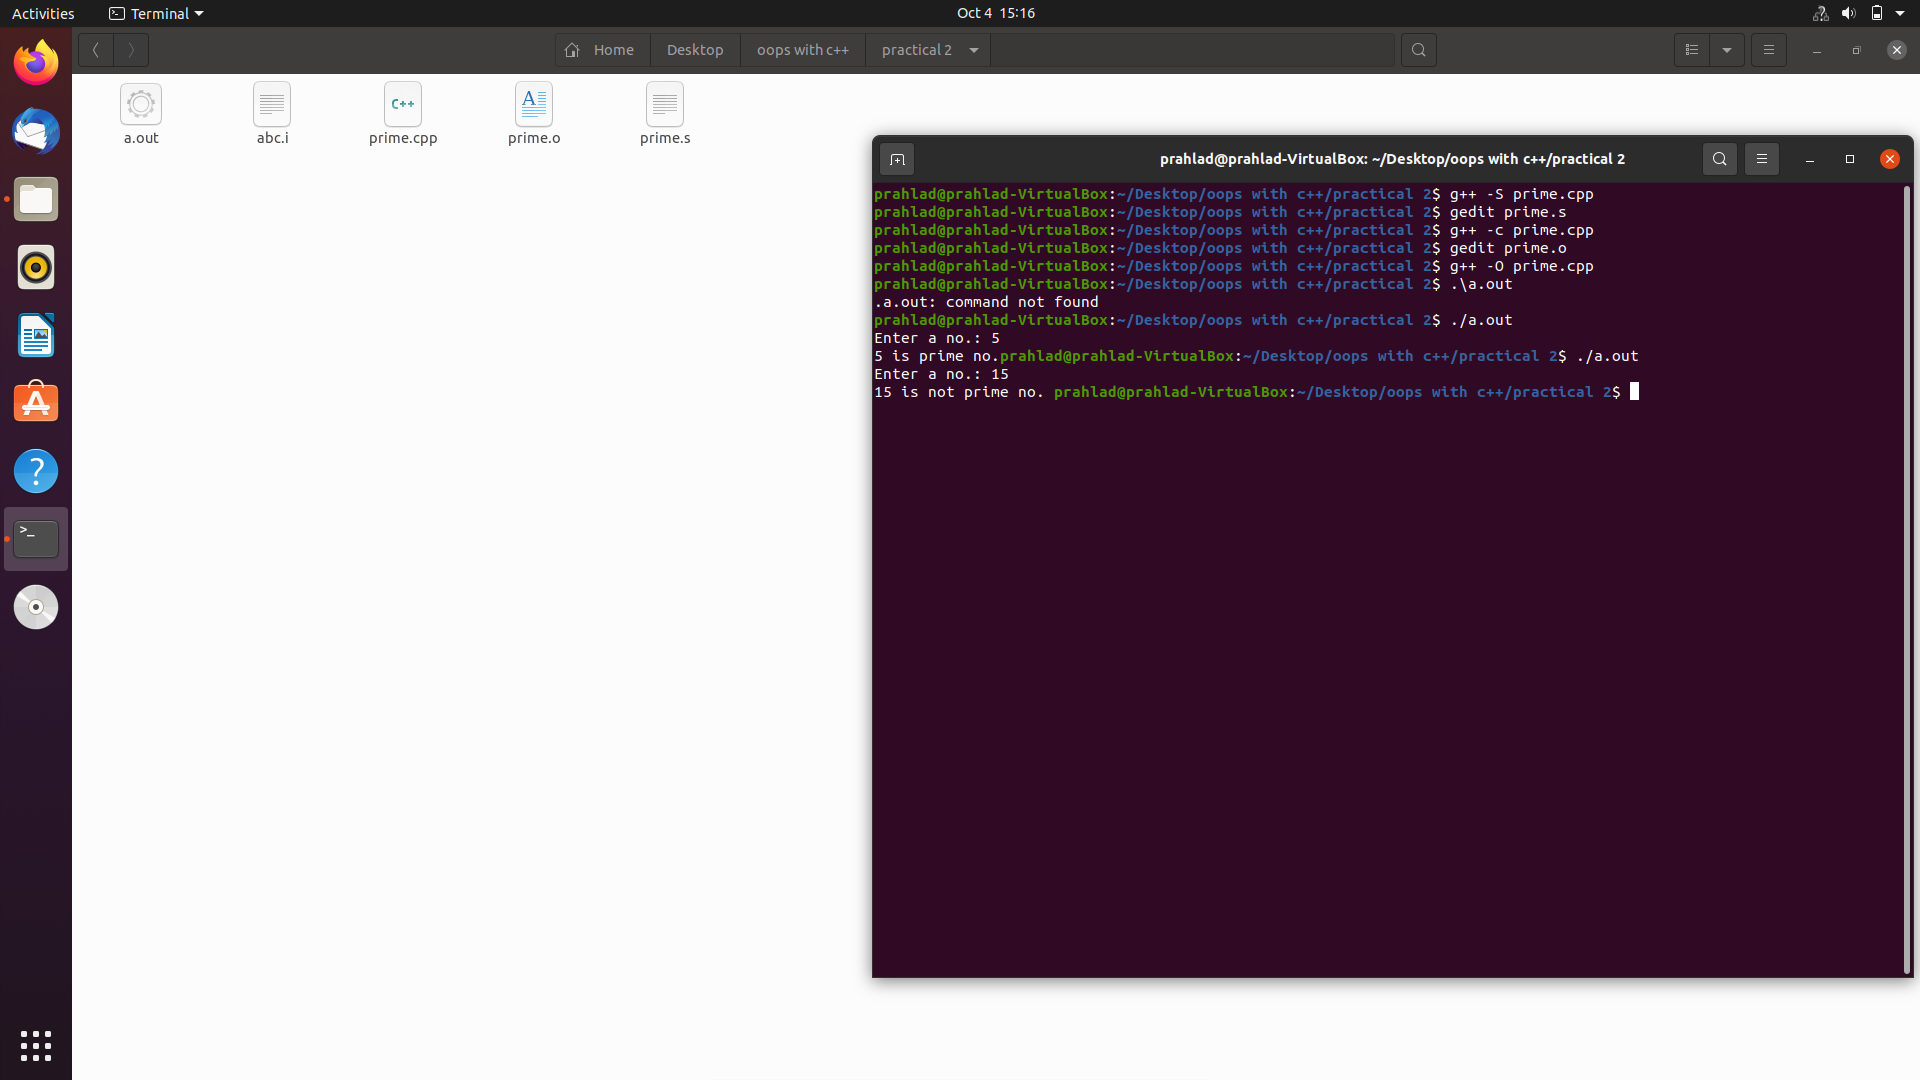 Activities Terminal Oct 4 15:16
Home Desktop oops with c++ practical 2
a.out abc.i prime.cpp prime.o prime.s
C++
A
prahlad@prahlad-VirtualBox: ~/Desktop/oops with c++/practical 2
prahlad@prahlad-VirtualBox:~/Desktop/oops with c++/practical 2$ g++ -S prime.cpp
prahlad@prahlad-VirtualBox:~/Desktop/oops with c++/practical 2$ gedit prime.s
prahlad@prahlad-VirtualBox:~/Desktop/oops with c++/practical 2$ g++ -c prime.cpp
prahlad@prahlad-VirtualBox:~/Desktop/oops with c++/practical 2$ gedit prime.o
prahlad@prahlad-VirtualBox:~/Desktop/oops with c++/practical 2$ g++ -O prime.cpp
prahlad@prahlad-VirtualBox:~/Desktop/oops with c++/practical 2$ .\a.out
.a.out: command not found
prahlad@prahlad-VirtualBox:~/Desktop/oops with c++/practical 2$ ./a.out
Enter a no.: 5
5 is prime no.prahlad@prahlad-VirtualBox:~/Desktop/oops with c++/practical 2$ ./a.out
Enter a no.: 15
15 is not prime no. prahlad@prahlad-VirtualBox:~/Desktop/oops with c++/practical 2$